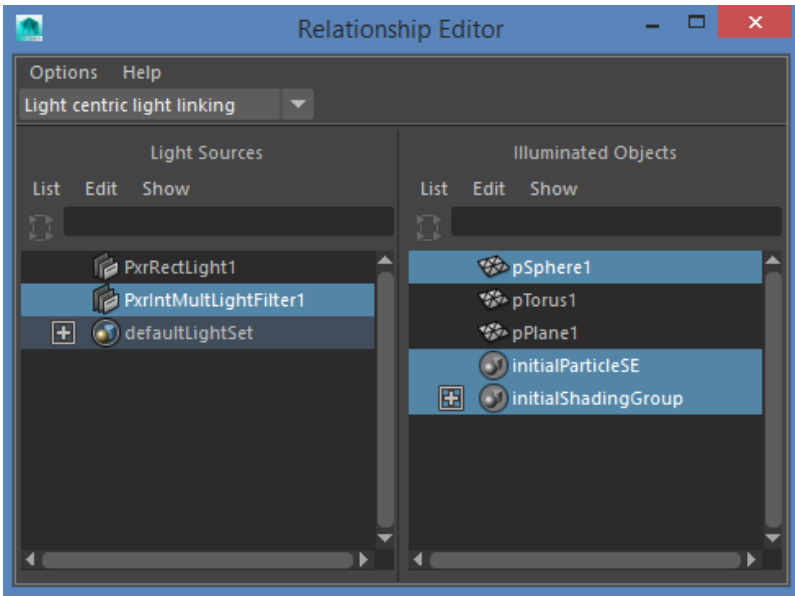 Relationship Editor
Options Help
Light centric light linking
Light Sources
List Edit Show
PxrRectLight1
PxrIntMultLightFilter1
defaultLightSet
Illuminated Objects
List Edit Show
pSphere1
pTorus1
pPlane1
initialParticleSE
initialShadingGroup